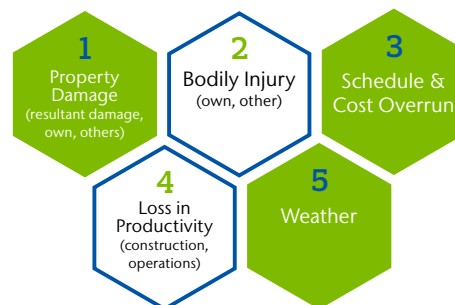 1
Property
Damage
(resultant damage,
own, others)
2
Bodily Injury
(own, other)
3
Schedule &
Cost Overrun
4
Loss in
Productivity
(construction,
operations)
5
Weather